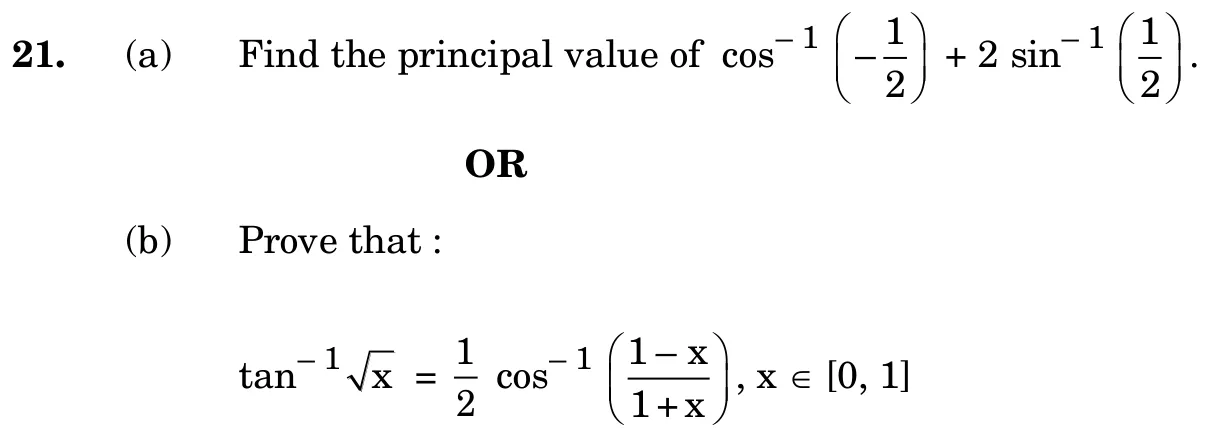 21. (a) Find the principal value of cos⁻¹ (−1/2) + 2 sin⁻¹ (1/2).
OR
(b) Prove that :
tan⁻¹√x = 1/2 cos⁻¹ ((1 − x)/(1 + x)), x ∈ [0, 1]